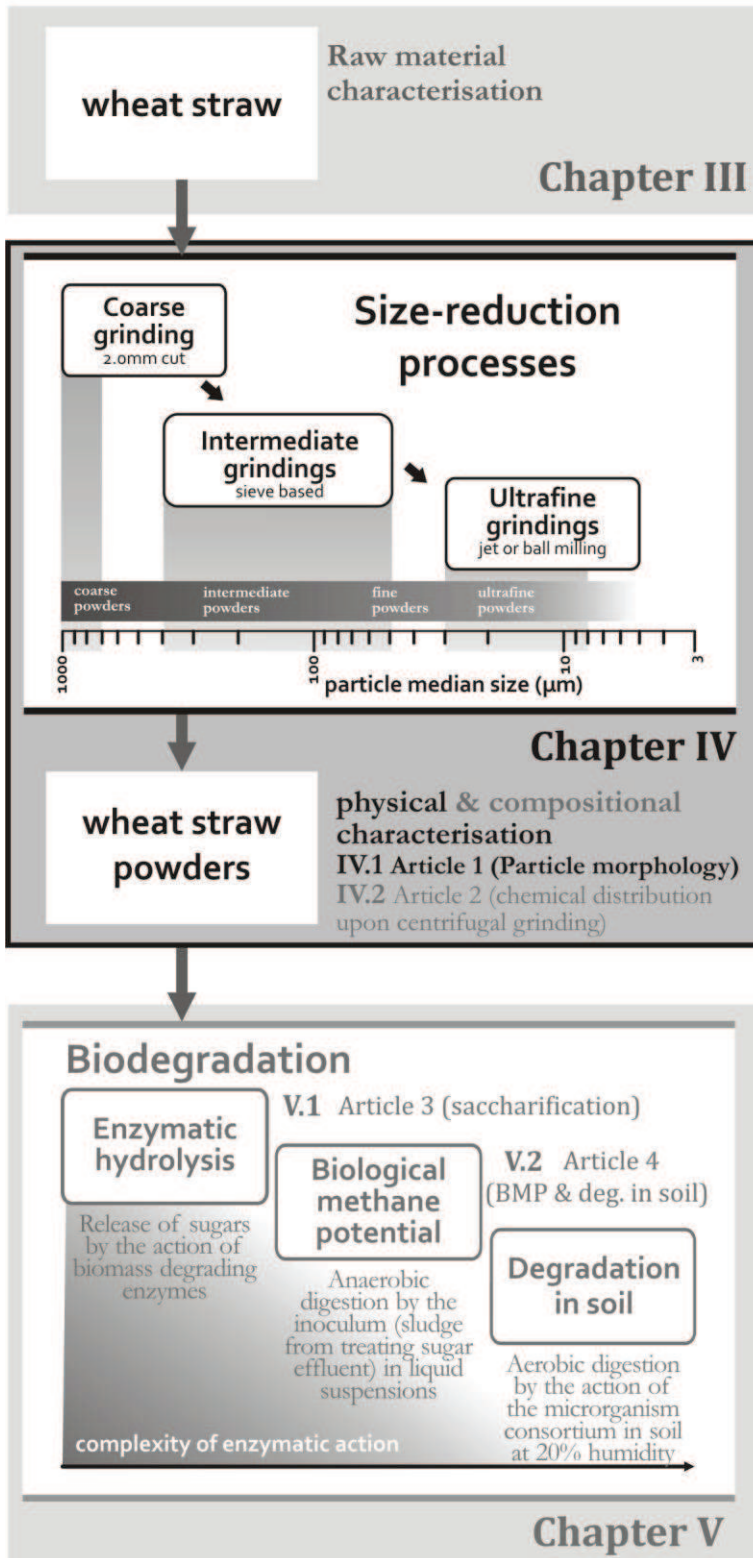 wheat straw
Raw material
characterisation
Chapter III
Coarse
grinding
2.0mm cut
Size-reduction
processes
Intermediate
grindings
sieve based
Ultrafine
grindings
jet or ball milling
coarse
powders
intermediate
powders
fine
powders
ultrafine
powders
1000
100
10
3
particle median size (µm)
Chapter IV
wheat straw
powders
physical & compositional
characterisation
IV.1 Article 1 (Particle morphology)
IV.2 Article 2 (chemical distribution
upon centrifugal grinding)
Biodegradation
Enzymatic
hydrolysis
V.1 Article 3 (saccharification)
Release of sugars
by the action of
biomass degrading
enzymes
Biological
methane
potential
V.2 Article 4
(BMP & deg. in soil)
Anaerobic
digestion by the
inoculum (sludge
from treating sugar
effluent) in liquid
suspensions
Degradation
in soil
Aerobic digestion
by the action of
the microrganism
consortium in soil
at 20% humidity
complexity of enzymatic action
Chapter V